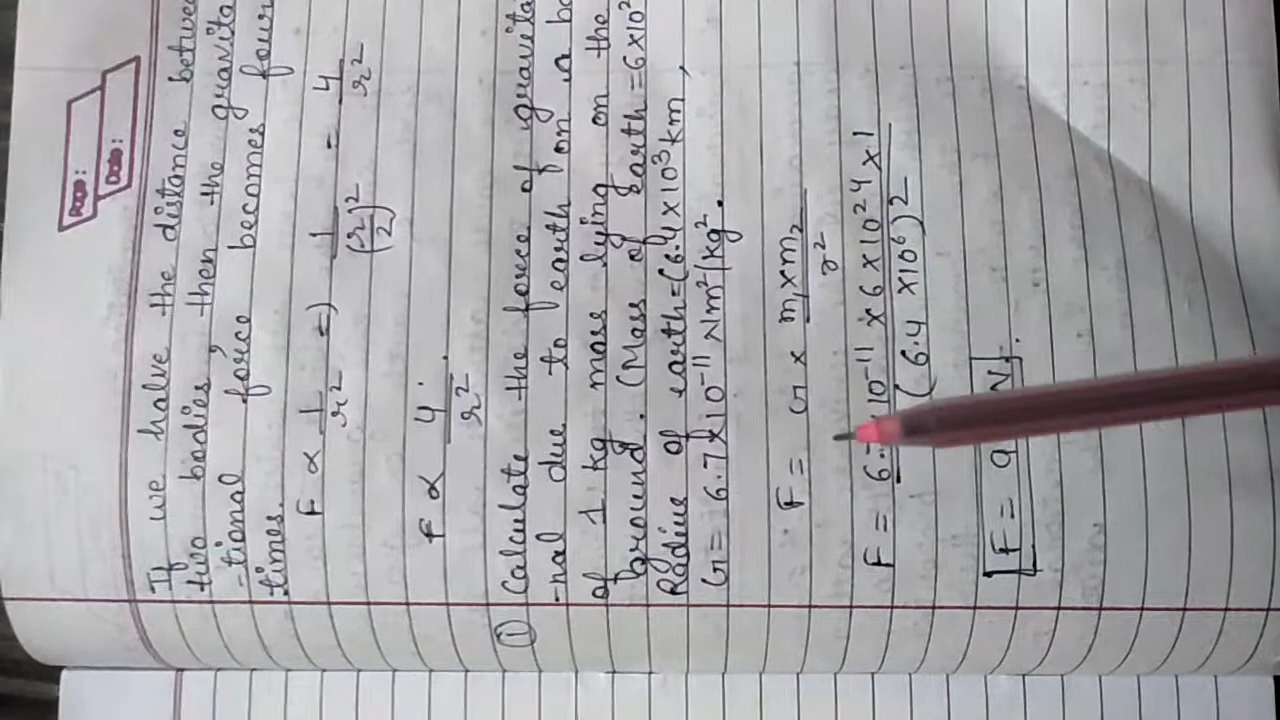 Page:
Date:
If we halve the distance betwee
two bodies, then the gravita
-tional force becomes four
times.
F ∝ 1/r² => 1/(r/2)² = 4/r²
F ∝ 4/r²
① Calculate the force of gravita
-nal due to earth on a bo
of 1 kg mass lying on the
ground. (Mass of earth = 6×10²
Radius of earth = (6.4×10³ km,
G = 6.7×10⁻¹¹ Nm²/kg².
F = G × m₁×m₂/r²
F = 6. 10⁻¹¹ × 6 × 10²⁴ × 1/(6.4 × 10⁶)2
F = 9 N.